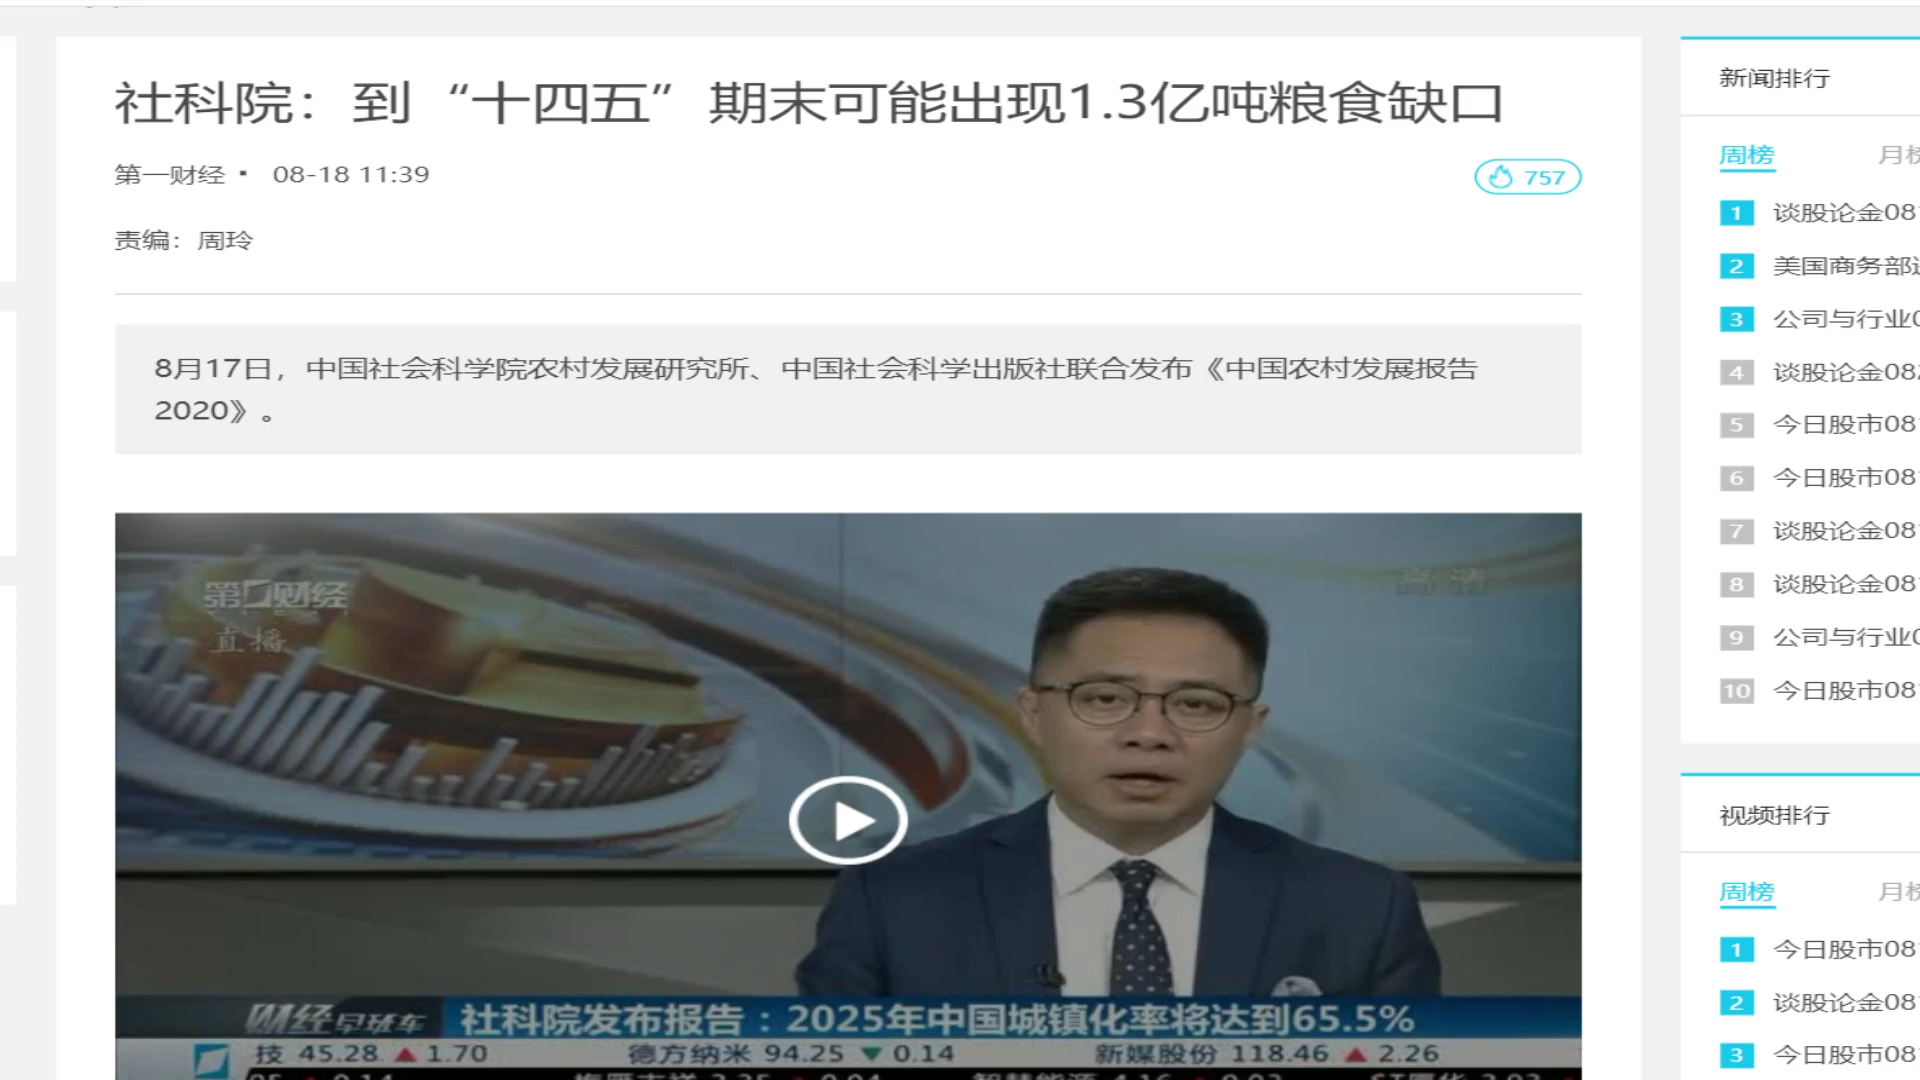 社科院：到“十四五”期末可能出现1.3亿吨粮食缺口
第一财经· 08-18 11:39
757
责编：周玲
8月17日，中国社会科学院农村发展研究所、中国社会科学出版社联合发布《中国农村发展报告
2020》。
第一财经
直播
高清
财经早班车
社科院发布报告：2025年中国城镇化率将达到65.5%
技 45.28 ▲ 1.70 德方纳米 94.25 ▼ 0.14 新媒股份 118.46 ▲ 2.26
新闻排行
周榜 月
1 谈股论金08
2 美国商务部
3 公司与行业0
4 谈股论金08
5 今日股市08
6 今日股市08
7 谈股论金08
8 谈股论金08
9 公司与行业0
10 今日股市08
视频排行
周榜 月
1 今日股市08
2 谈股论金08
3 今日股市08